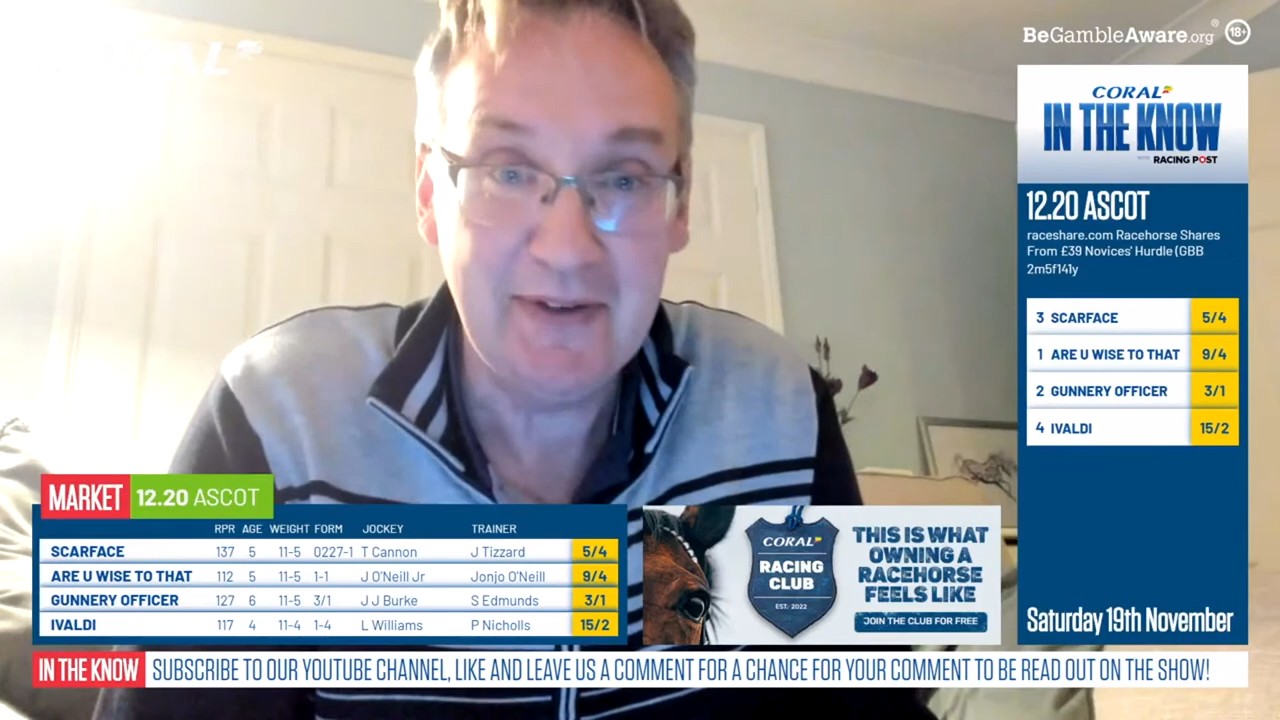 CORAL
BeGambleAware.org® 18+
CORAL
IN THE KNOW
WITH RACING POST
12.20 ASCOT
raceshare.com Racehorse Shares
From £39 Novices' Hurdle (GBB
2m5f141y
3 SCARFACE 5/4
1 ARE U WISE TO THAT 9/4
2 GUNNERY OFFICER 3/1
4 IVALDI 15/2
Saturday 19th November
MARKET 12.20 ASCOT
RPR AGE WEIGHT FORM JOCKEY TRAINER
SCARFACE 137 5 11-5 0227-1 T Cannon J Tizzard 5/4
ARE U WISE TO THAT 112 5 11-5 1-1 J O'Neill Jr Jonjo O'Neill 9/4
GUNNERY OFFICER 127 6 11-5 3/1 J J Burke S Edmunds 3/1
IVALDI 117 4 11-4 1-4 L Williams P Nicholls 15/2
CORAL
RACING
CLUB
EST. 2022
THIS IS WHAT
OWNING A
RACEHORSE
FEELS LIKE
JOIN THE CLUB FOR FREE
IN THE KNOW SUBSCRIBE TO OUR YOUTUBE CHANNEL, LIKE AND LEAVE US A COMMENT FOR A CHANCE FOR YOUR COMMENT TO BE READ OUT ON THE SHOW!